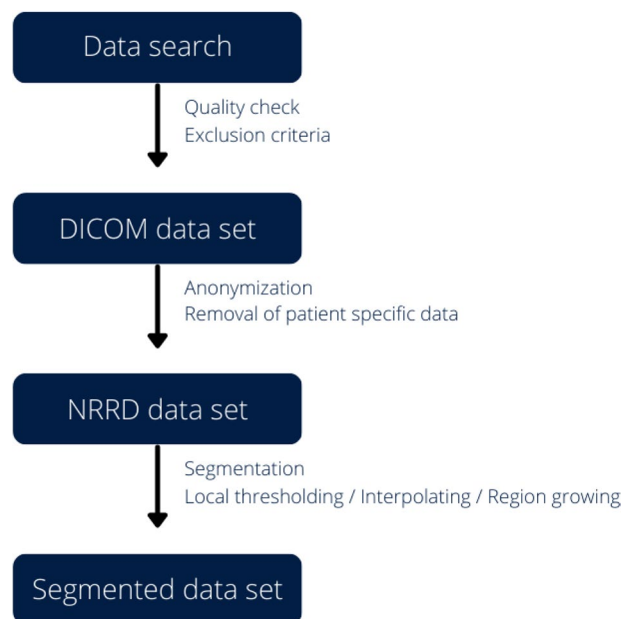 Data search
Quality check
Exclusion criteria
DICOM data set
Anonymization
Removal of patient specific data
NRRD data set
Segmentation
Local thresholding / Interpolating / Region growing
Segmented data set